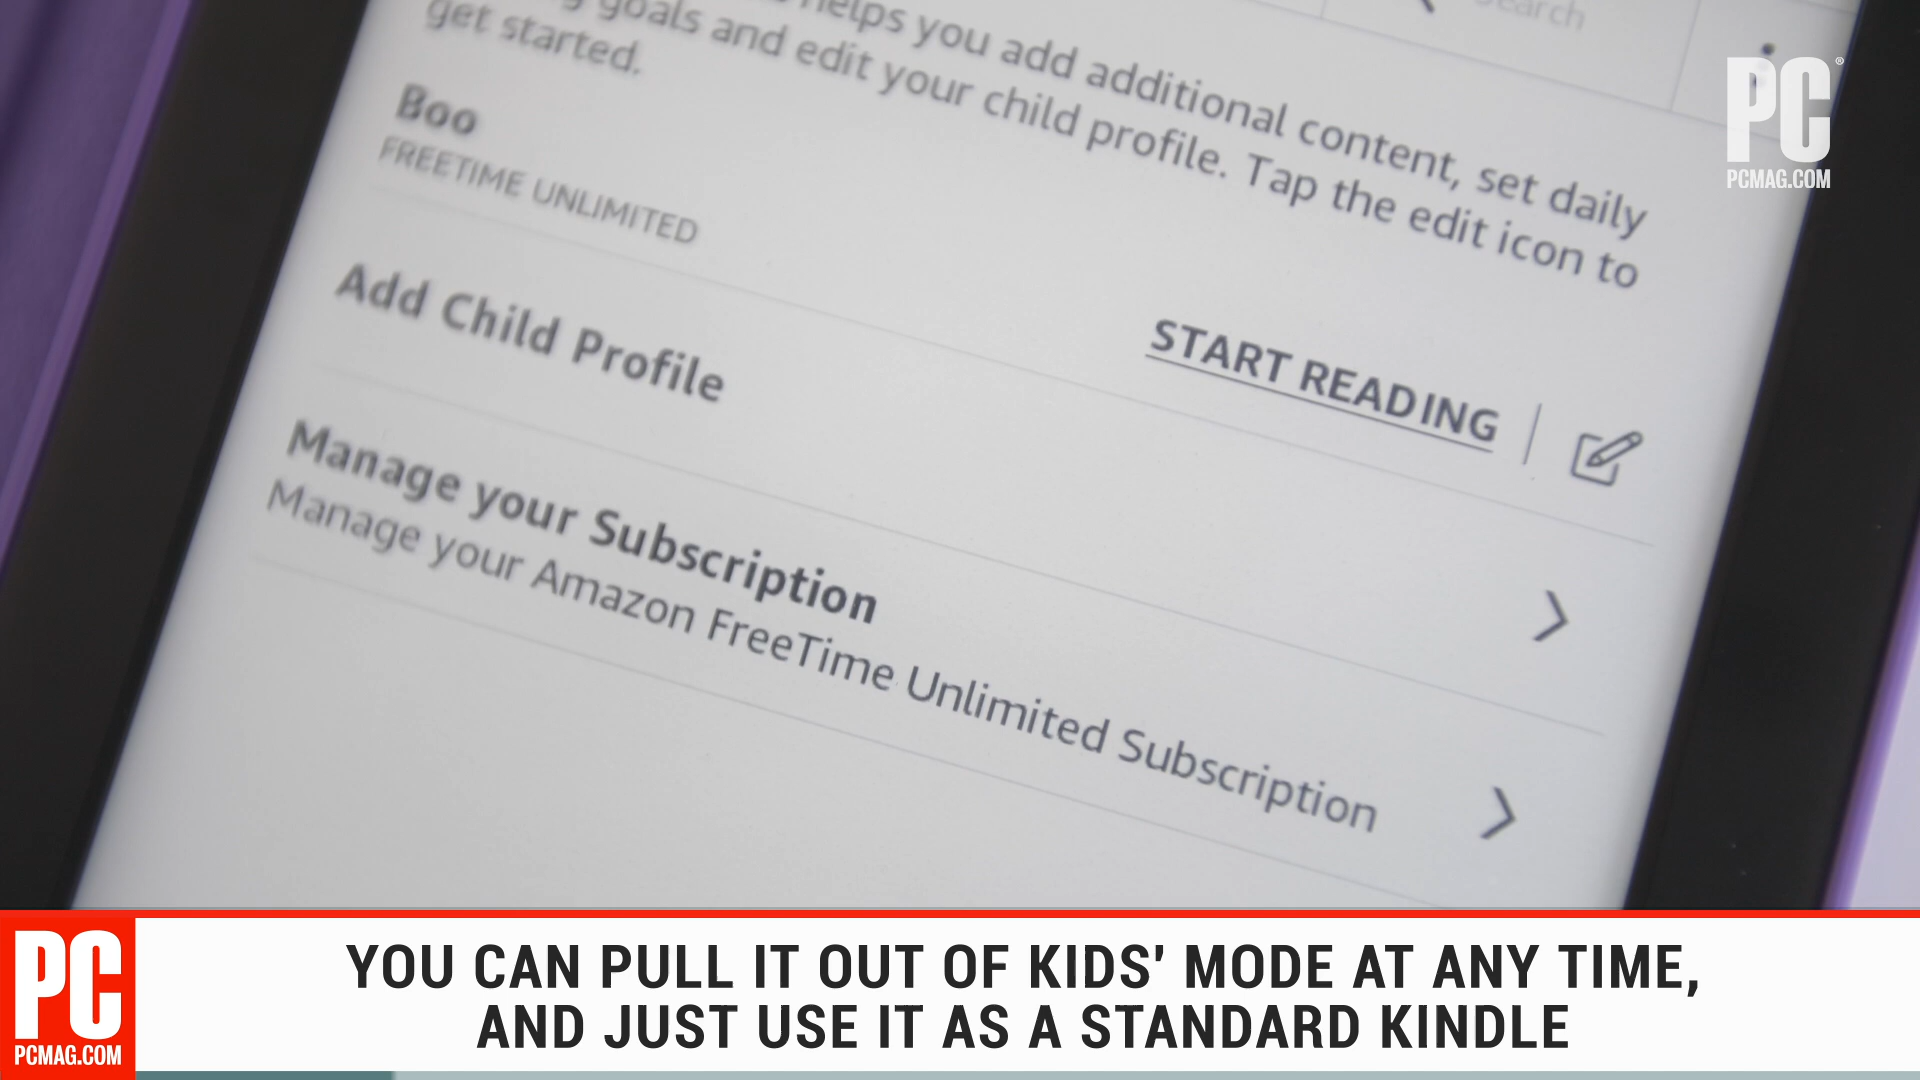 helps you add additional content, set daily
goals and edit your child profile. Tap the edit icon to
get started.
Search
Boo
FREETIME UNLIMITED
START READING
Add Child Profile
Manage your Subscription
Manage your Amazon FreeTime Unlimited Subscription
PC
PCMAG.COM
PC
PCMAG.COM
YOU CAN PULL IT OUT OF KIDS' MODE AT ANY TIME,
AND JUST USE IT AS A STANDARD KINDLE